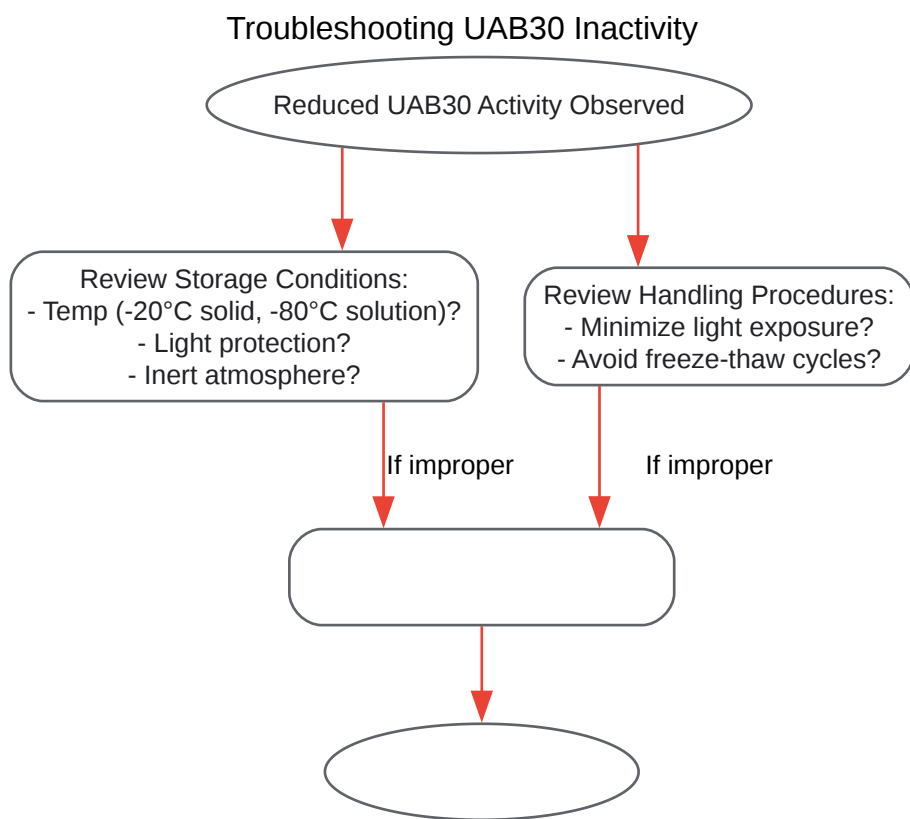 Troubleshooting UAB30 Inactivity
Reduced UAB30 Activity Observed
Review Storage Conditions:
- Temp (-20°C solid, -80°C solution)?
- Light protection?
- Inert atmosphere?
Review Handling Procedures:
- Minimize light exposure?
- Avoid freeze-thaw cycles?
If improper
If improper